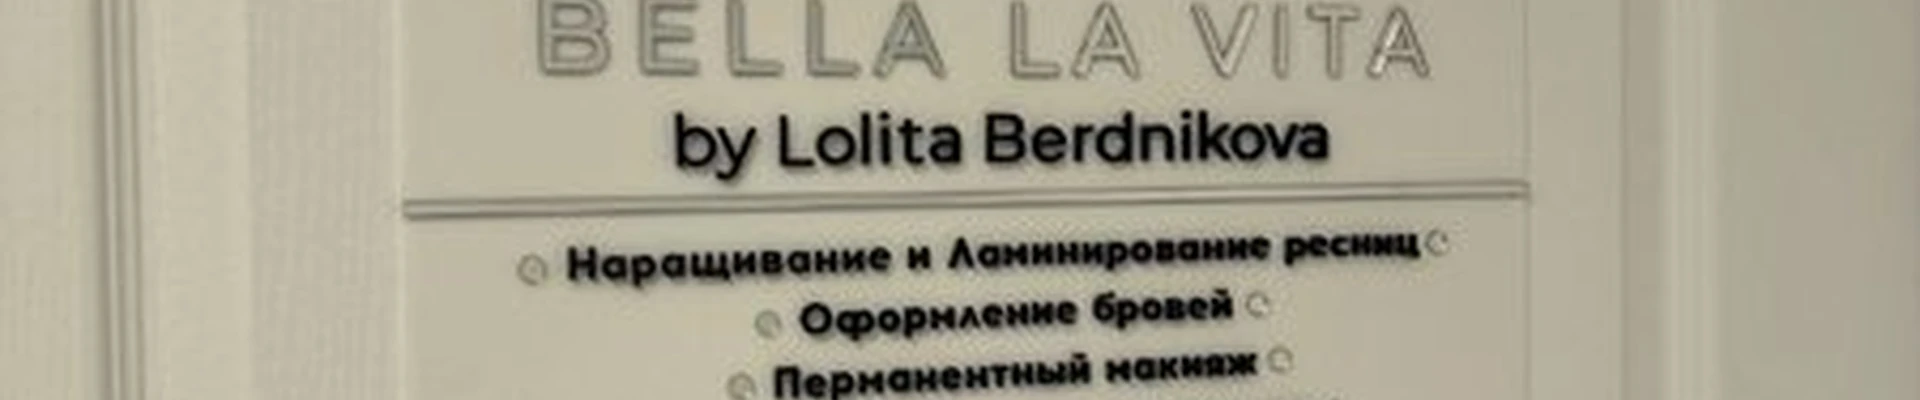 BELLA LA VITA
by Lolita Berdnikova
Наращивание и Ламинирование ресниц
Оформление бровей
Перманентный макияж